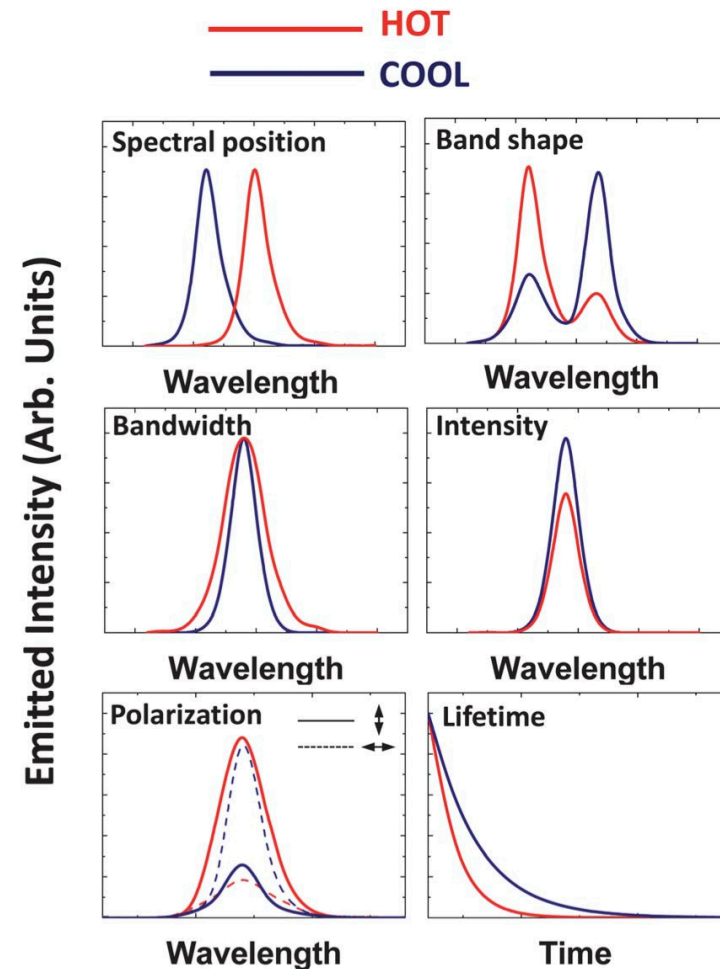 HOT
COOL
Spectral position
Band shape
Wavelength
Wavelength
Bandwidth
Intensity
Emitted Intensity (Arb. Units)
Wavelength
Wavelength
Polarization
Lifetime
Wavelength
Time